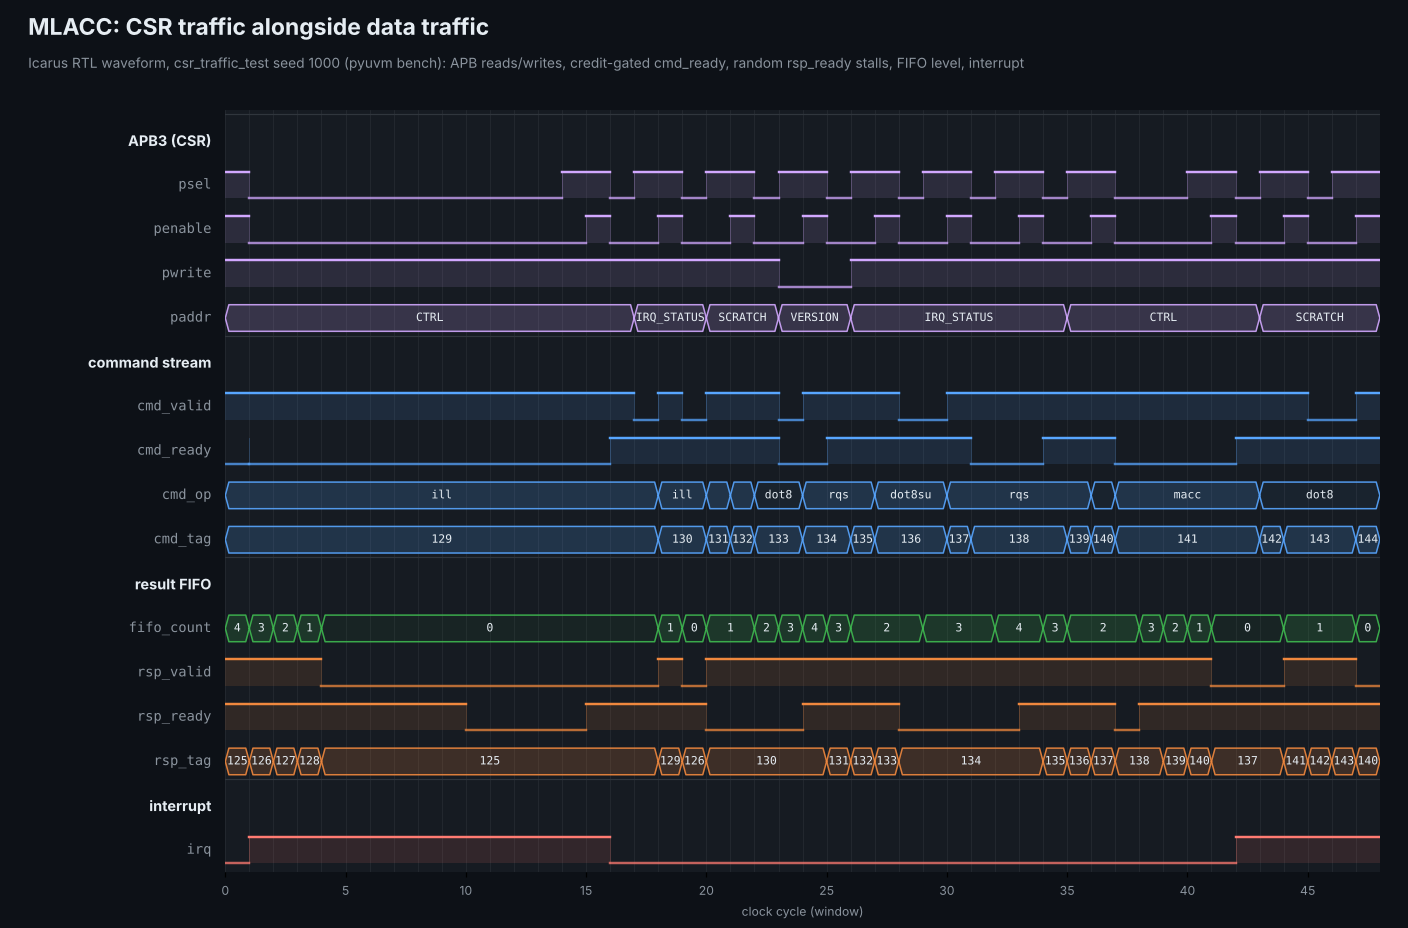 MLACC: CSR traffic alongside data traffic
Icarus RTL waveform, csr_traffic_test seed 1000 (pyuvm bench): APB reads/writes, credit-gated cmd_ready, random rsp_ready stalls, FIFO level, interrupt
APB3 (CSR)
psel
penable
pwrite
paddr CTRL IRQ_STATUS SCRATCH VERSION IRQ_STATUS CTRL SCRATCH
command stream
cmd_valid
cmd_ready
cmd_op ill ill dot8 rqs dot8su rqs macc dot8
cmd_tag 129 130 131 132 133 134 135 136 137 138 139 140 141 142 143 144
result FIFO
fifo_count 4 3 2 1 0 1 0 1 2 3 4 3 2 3 4 3 2 3 2 1 0 1 0
rsp_valid
rsp_ready
rsp_tag 125 126 127 128 125 129 126 130 131 132 133 134 135 136 137 138 139 140 137 141 142 143 140
interrupt
irq
0 5 10 15 20 25 30 35 40 45
clock cycle (window)